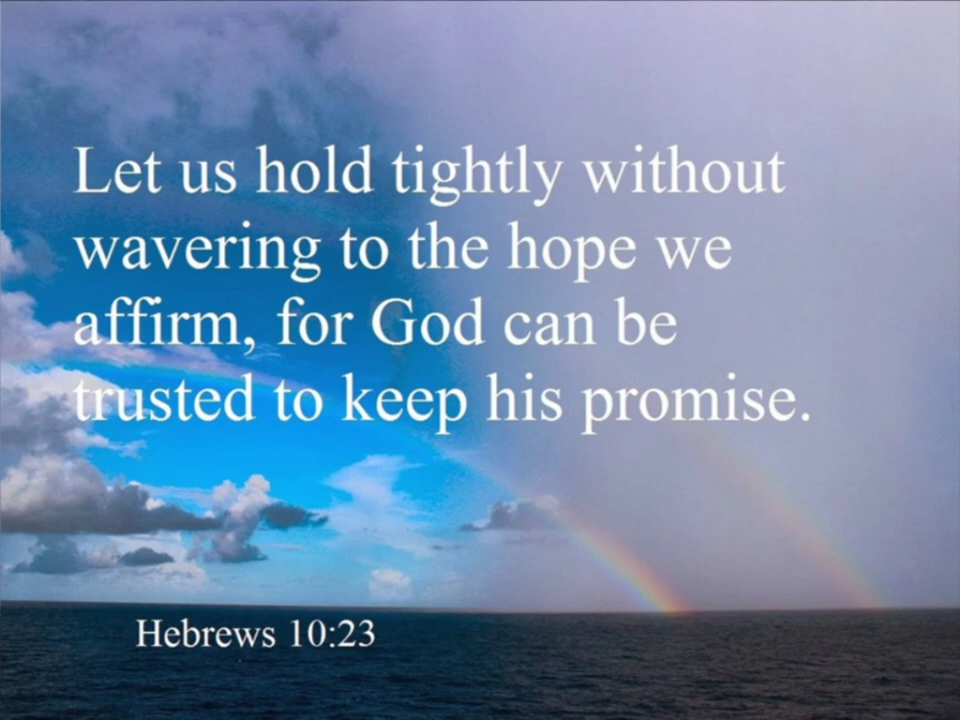 Let us hold tightly without
wavering to the hope we
affirm, for God can be
trusted to keep his promise.
Hebrews 10:23